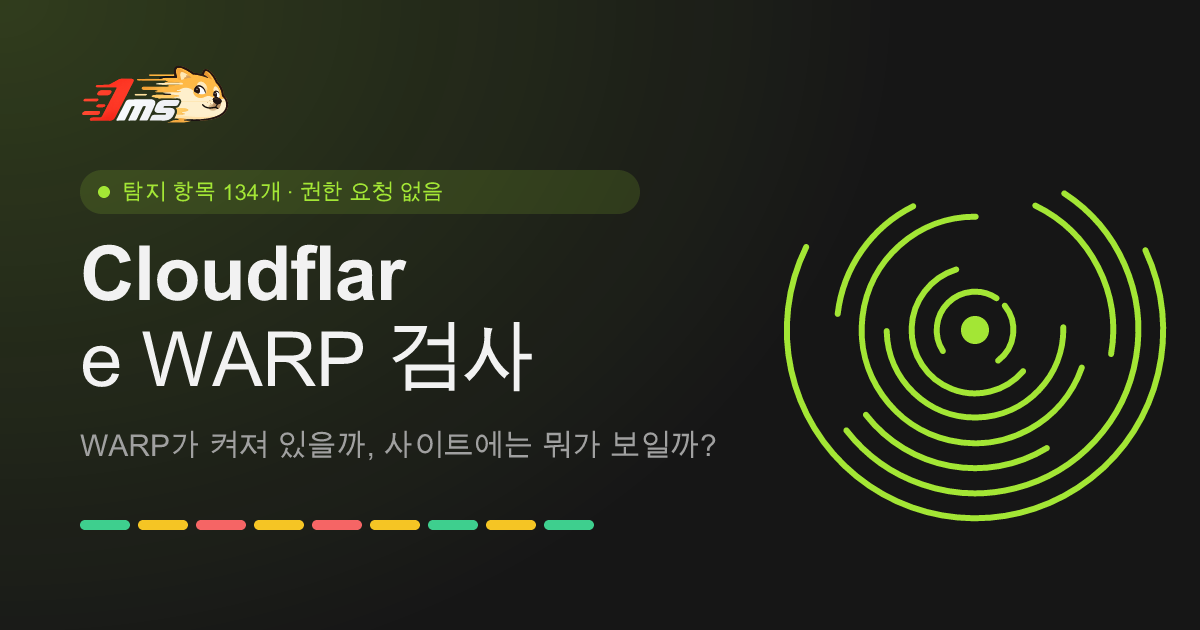 1ms
탐지 항목 134개 · 권한 요청 없음
Cloudflar
e WARP 검사
WARP가 켜져 있을까, 사이트에는 뭐가 보일까?